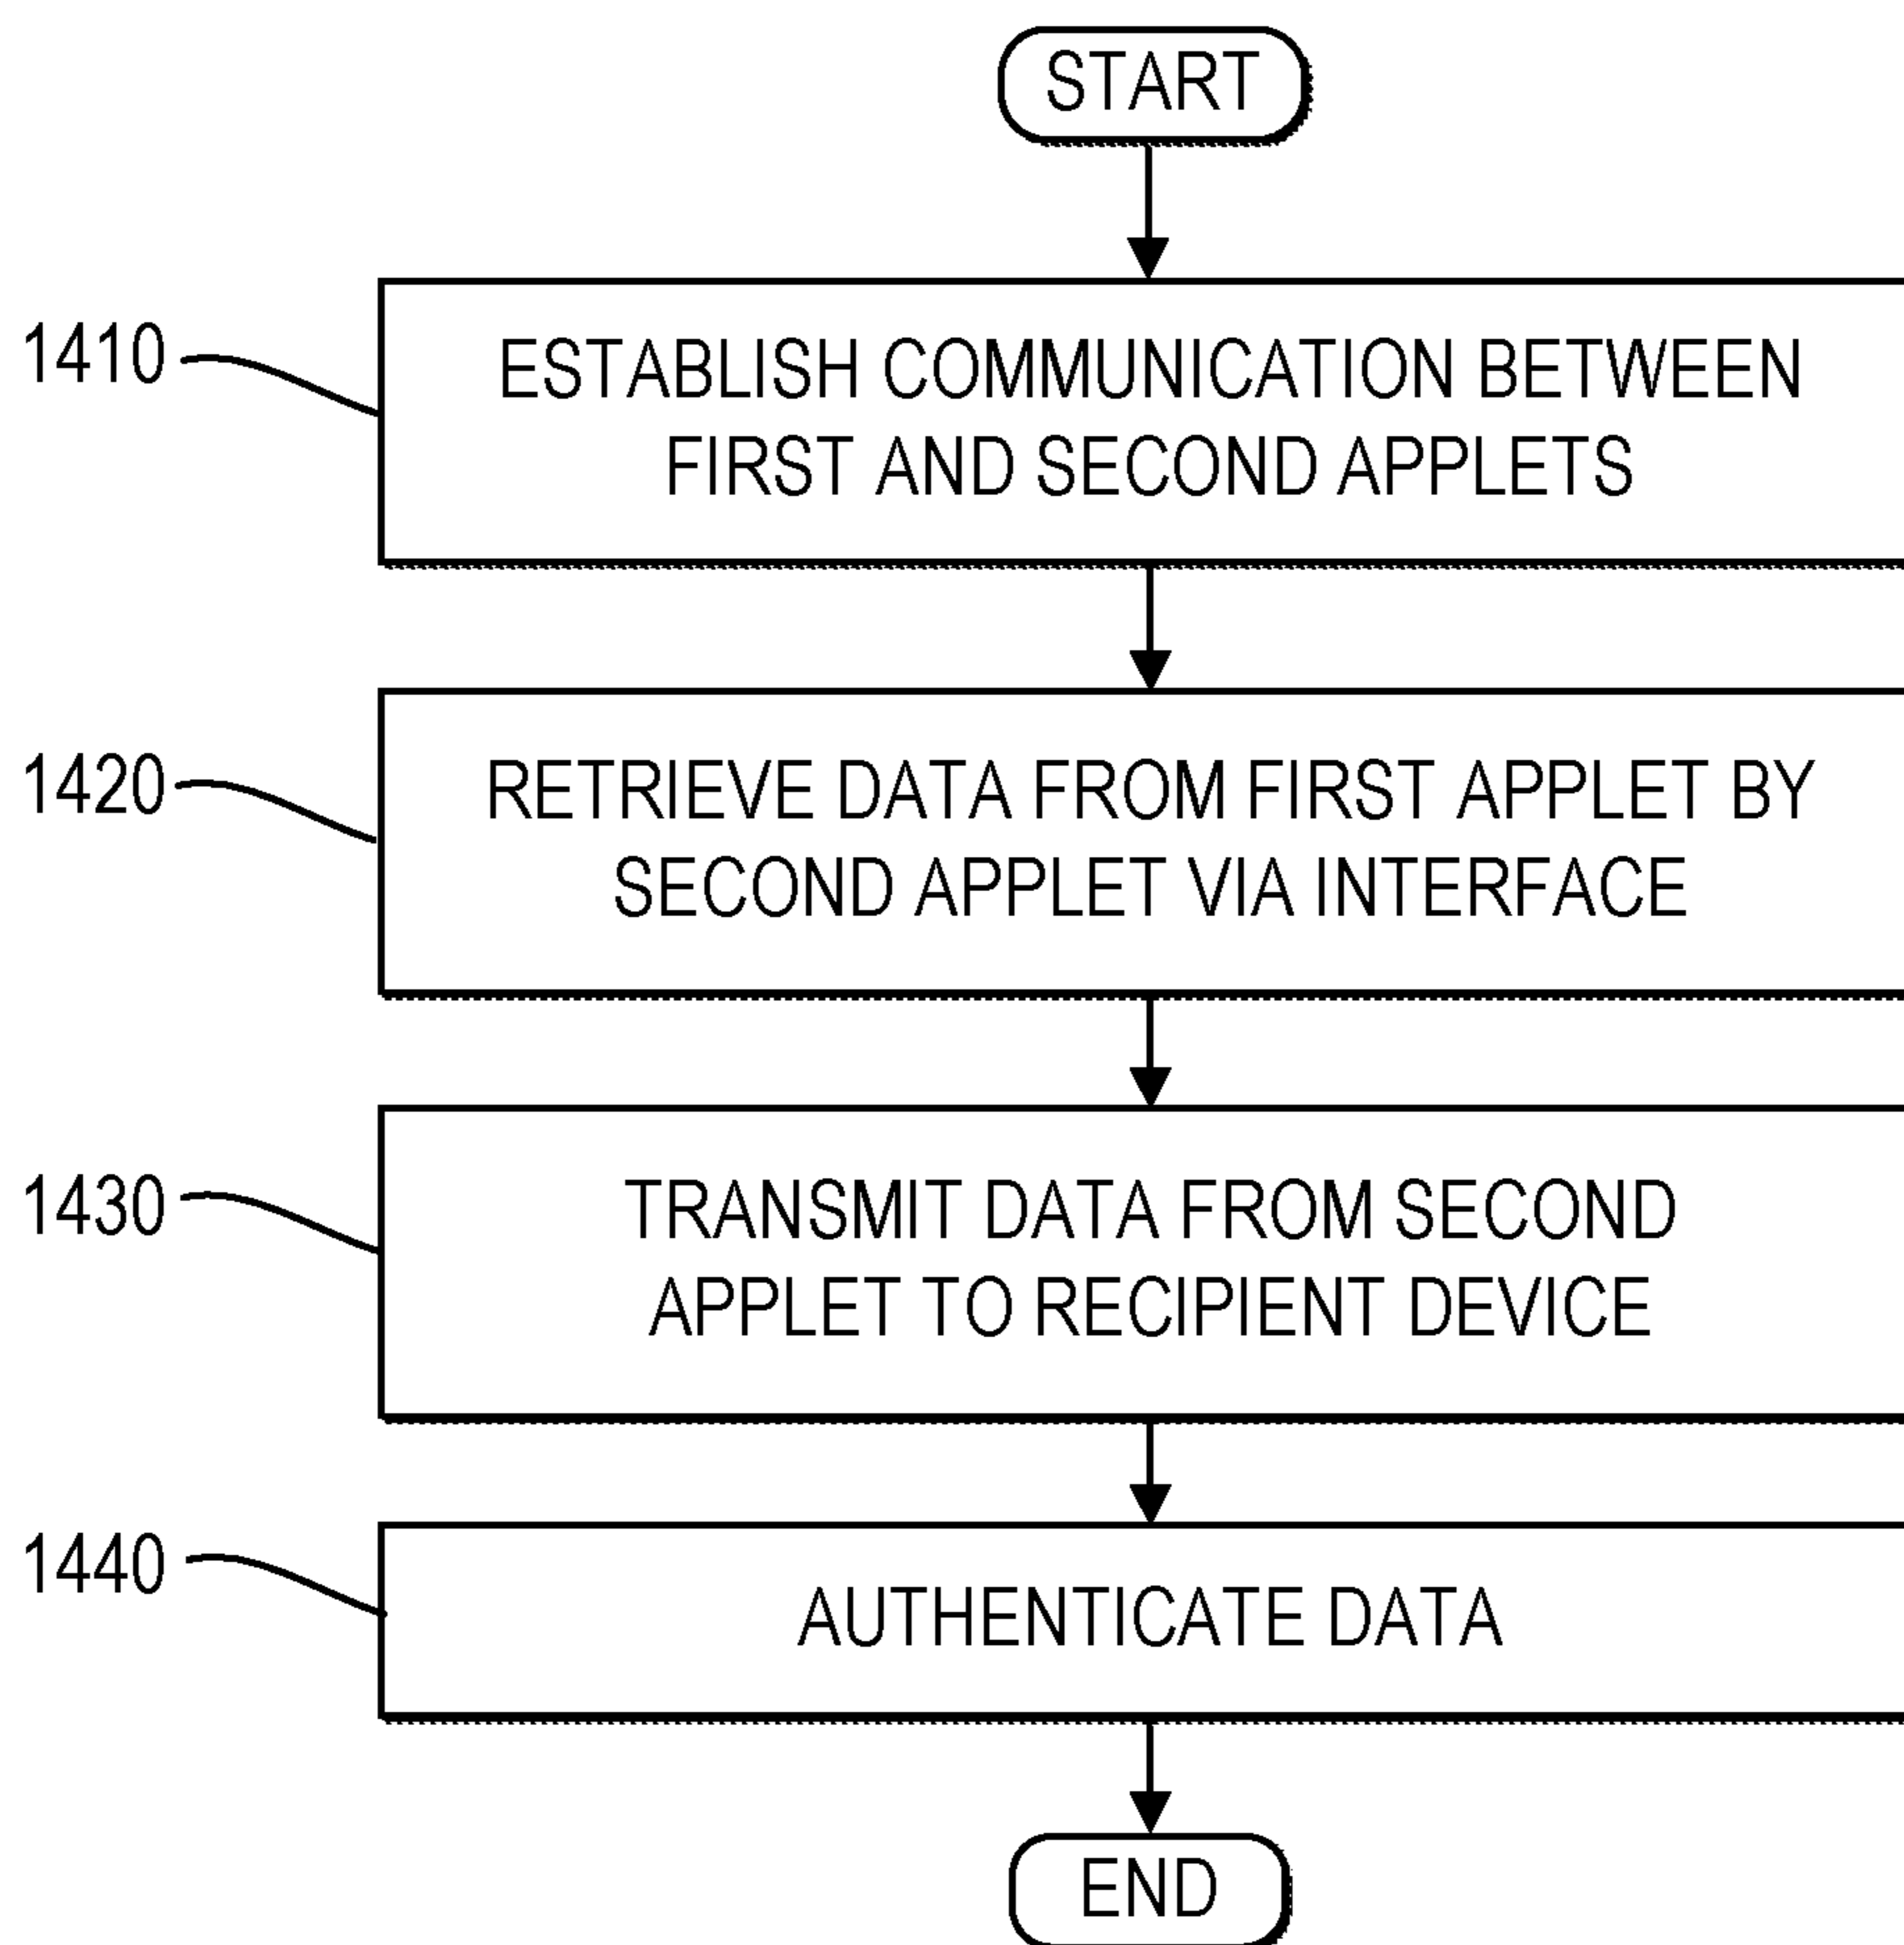 START
1410
ESTABLISH COMMUNICATION BETWEEN
FIRST AND SECOND APPLETS
1420
RETRIEVE DATA FROM FIRST APPLET BY
SECOND APPLET VIA INTERFACE
1430
TRANSMIT DATA FROM SECOND
APPLET TO RECIPIENT DEVICE
1440
AUTHENTICATE DATA
END